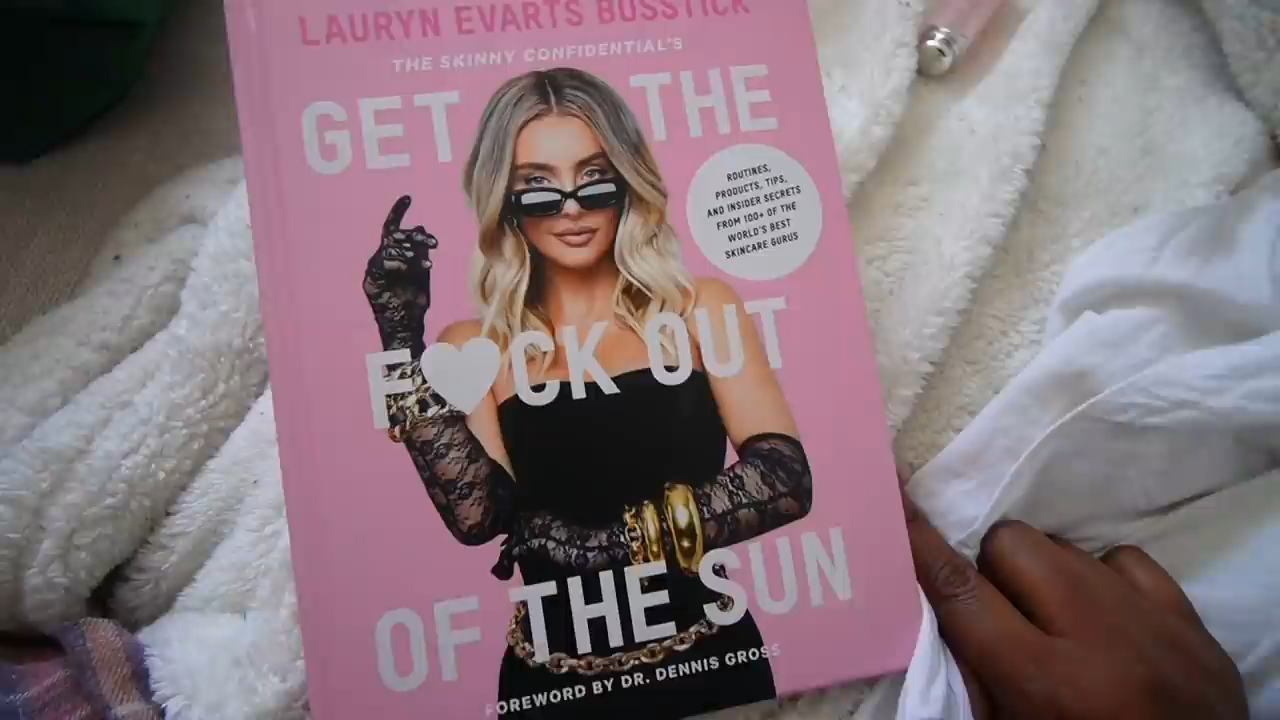 LAURYN EVARTS BOSSTICK
THE SKINNY CONFIDENTIAL'S
GET THE
ROUTINES,
PRODUCTS, TIPS,
AND INSIDER SECRETS
FROM 100+ OF THE
WORLD'S BEST
SKINCARE GURUS
F♥CK OUT
OF THE SUN
FOREWORD BY DR. DENNIS GROSS